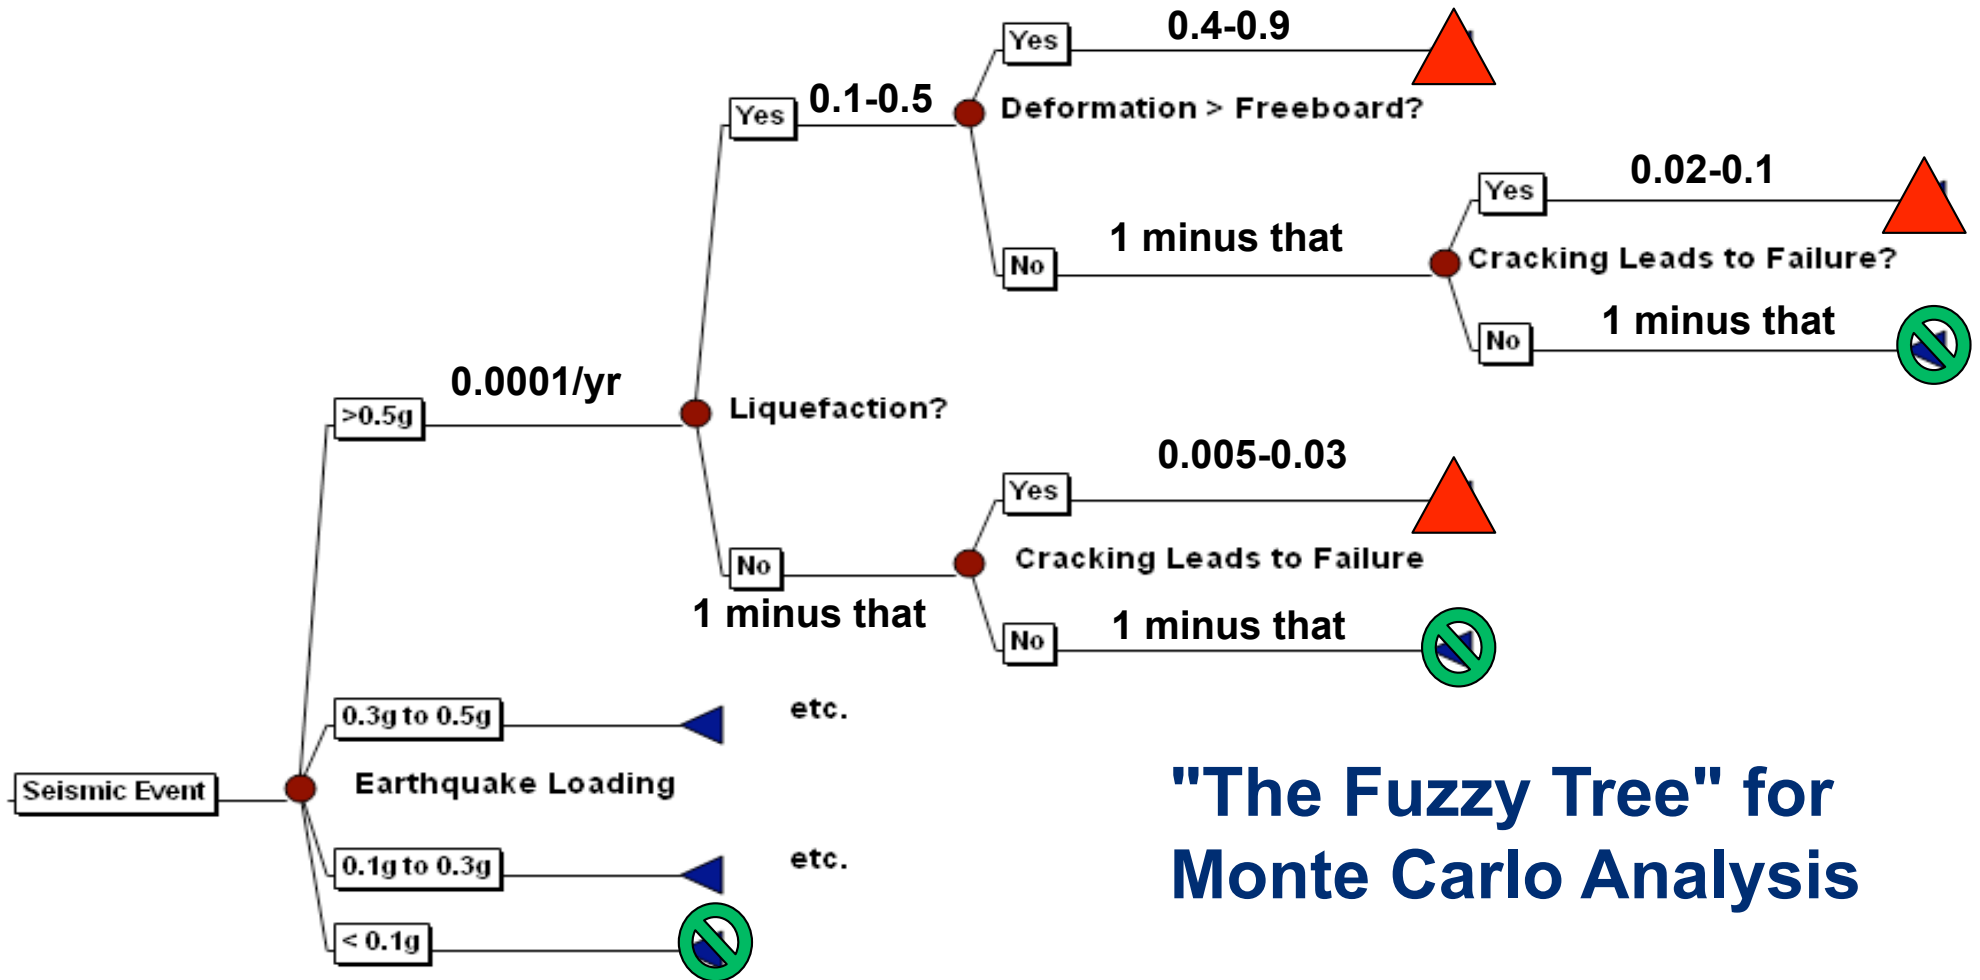 0.4-0.9
Yes
0.1-0.5
Yes
Deformation > Freeboard?
0.02-0.1
Yes
1 minus that
No
Cracking Leads to Failure?
1 minus that
No
0.0001/yr
>0.5g
Liquefaction?
0.005-0.03
Yes
Cracking Leads to Failure
No
1 minus that
1 minus that
No
0.3g to 0.5g
etc.
Seismic Event
Earthquake Loading
0.1g to 0.3g
etc.
< 0.1g
"The Fuzzy Tree" for
Monte Carlo Analysis